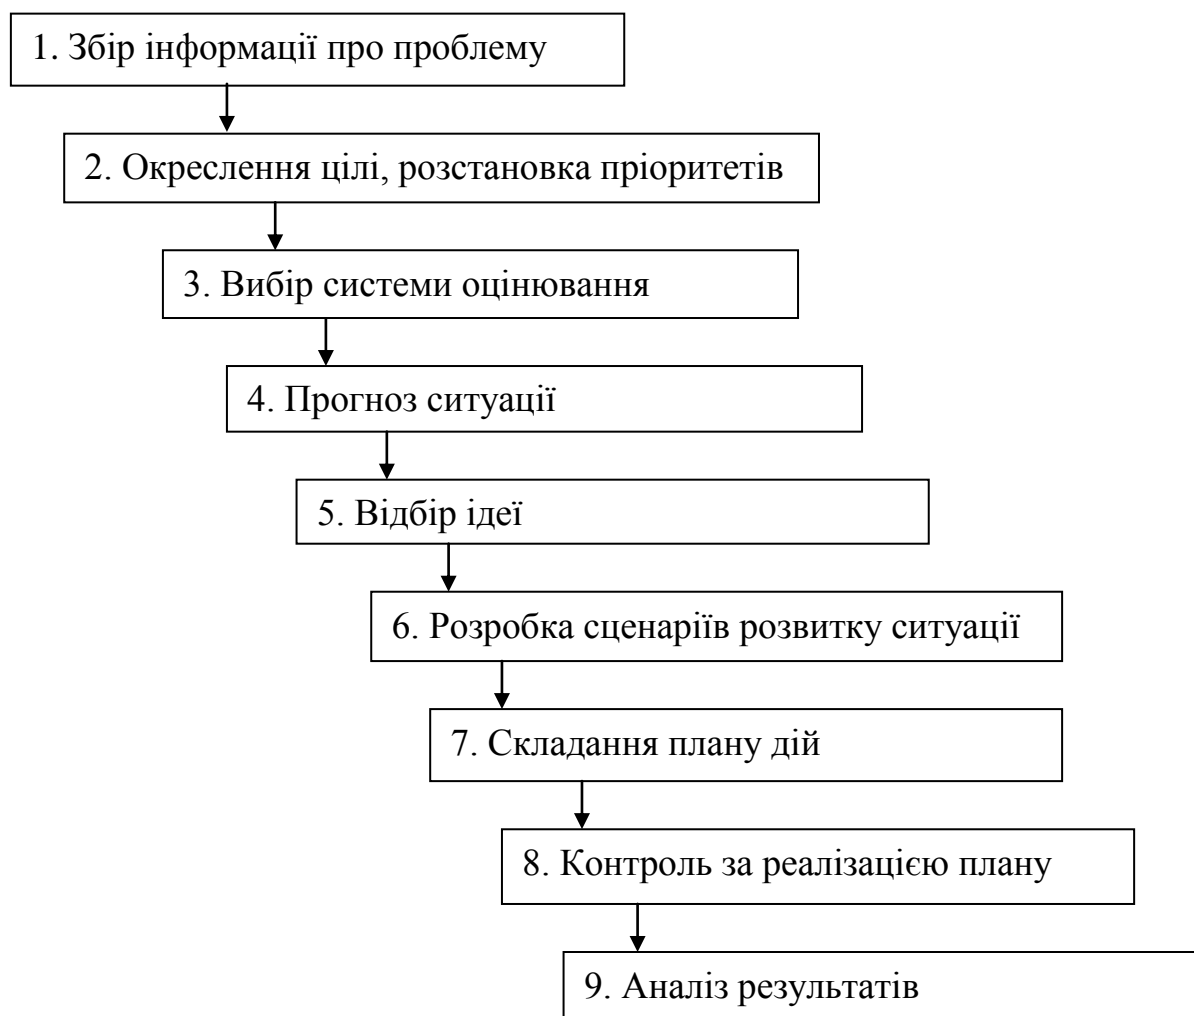 1. Збір інформації про проблему
2. Окреслення цілі, розстановка пріоритетів
3. Вибір системи оцінювання
4. Прогноз ситуації
5. Відбір ідеї
6. Розробка сценаріїв розвитку ситуації
7. Складання плану дій
8. Контроль за реалізацією плану
9. Аналіз результатів